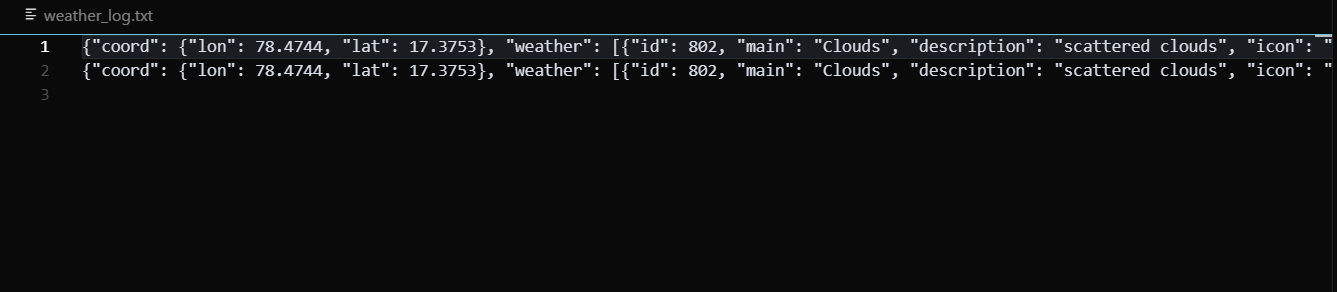 weather_log.txt
1 {"coord": {"lon": 78.4744, "lat": 17.3753}, "weather": [{"id": 802, "main": "Clouds", "description": "scattered clouds", "icon": "
2 {"coord": {"lon": 78.4744, "lat": 17.3753}, "weather": [{"id": 802, "main": "Clouds", "description": "scattered clouds", "icon": "
3